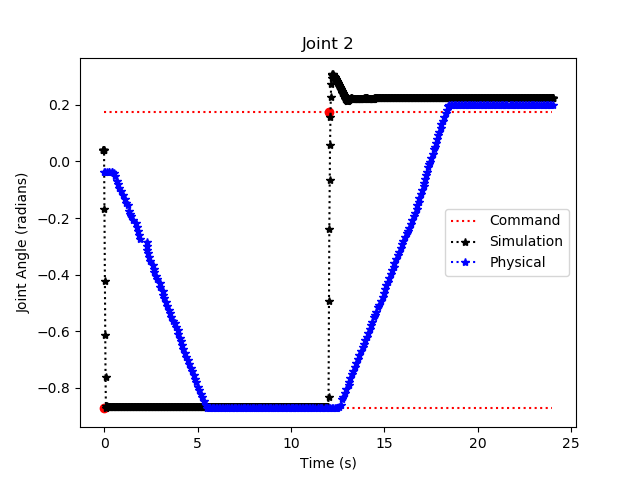 Joint 2
Joint Angle (radians)
0.2
0.0
−0.2
−0.4
−0.6
−0.8
Command
Simulation
Physical
0
5
10
15
20
25
Time (s)